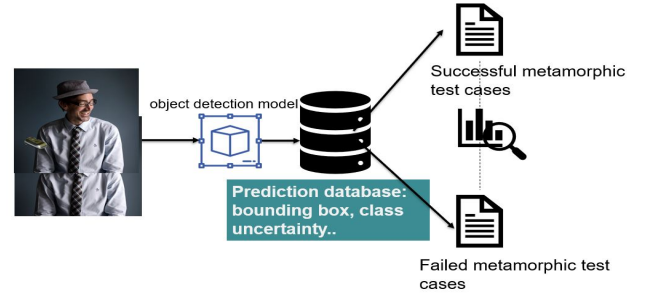 object detection model
Prediction database:
bounding box, class
uncertainty..
Successful metamorphic
test cases
Failed metamorphic test
cases